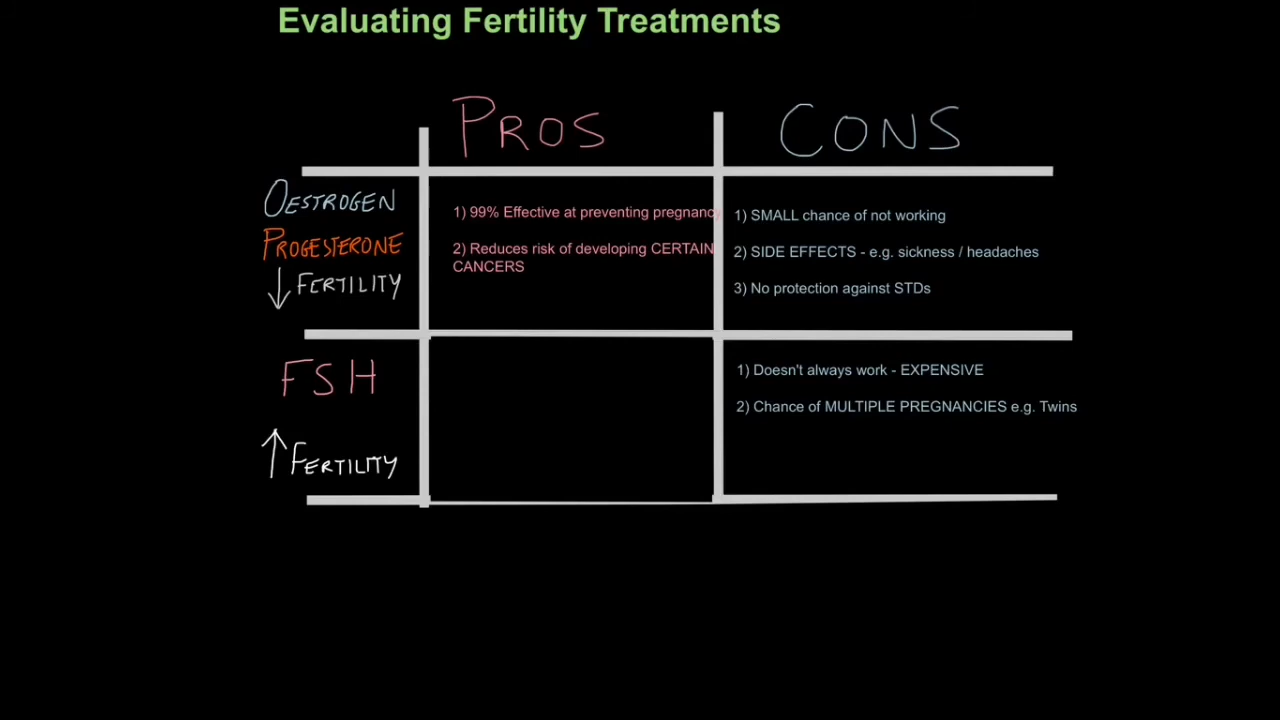 Evaluating Fertility Treatments
PROS
CONS
OESTROGEN
PROGESTERONE
↓ FERTILITY
1) 99% Effective at preventing pregnancy
2) Reduces risk of developing CERTAIN
CANCERS
1) SMALL chance of not working
2) SIDE EFFECTS - e.g. sickness / headaches
3) No protection against STDs
FSH
↑ FERTILITY
1) Doesn't always work - EXPENSIVE
2) Chance of MULTIPLE PREGNANCIES e.g. Twins